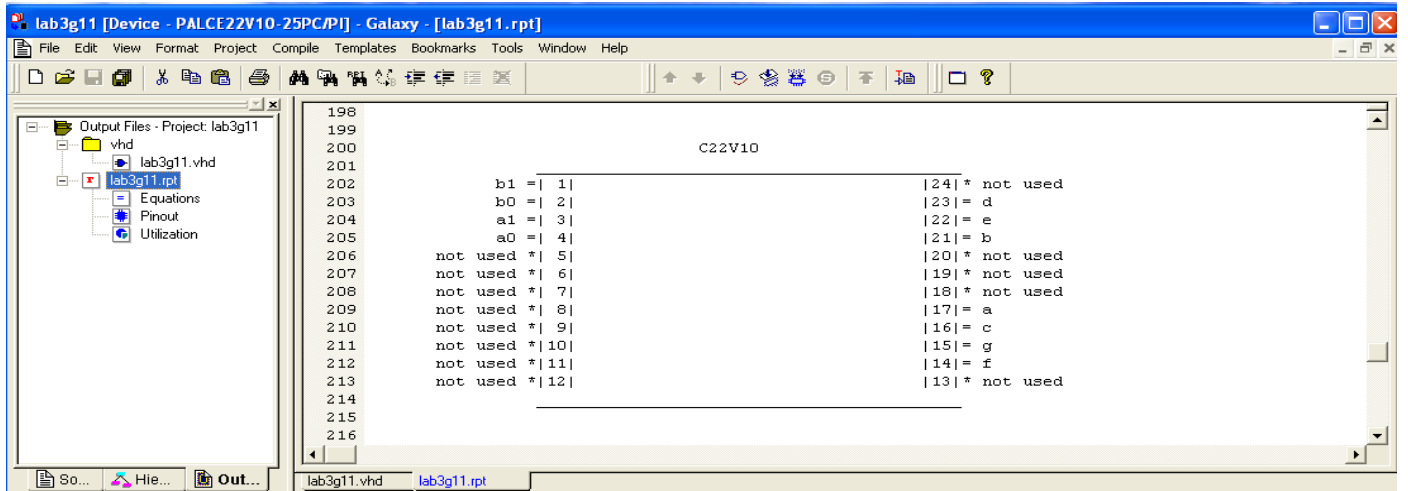 lab3g11 [Device - PALCE22V10-25PC/PI] - Galaxy - [lab3g11.rpt]
File Edit View Format Project Compile Templates Bookmarks Tools Window Help
Output Files - Project: lab3g11
vhd
lab3g11.vhd
lab3g11.rpt
Equations
Pinout
Utilization
So... Hie... Out...
198
199
200 C22V10
201
202 b1 =| 1| |24|* not used
203 b0 =| 2| |23|= d
204 a1 =| 3| |22|= e
205 a0 =| 4| |21|= b
206 not used *| 5| |20|* not used
207 not used *| 6| |19|* not used
208 not used *| 7| |18|* not used
209 not used *| 8| |17|= a
210 not used *| 9| |16|= c
211 not used *|10| |15|= g
212 not used *|11| |14|= f
213 not used *|12| |13|* not used
214
215
216
lab3g11.vhd lab3g11.rpt